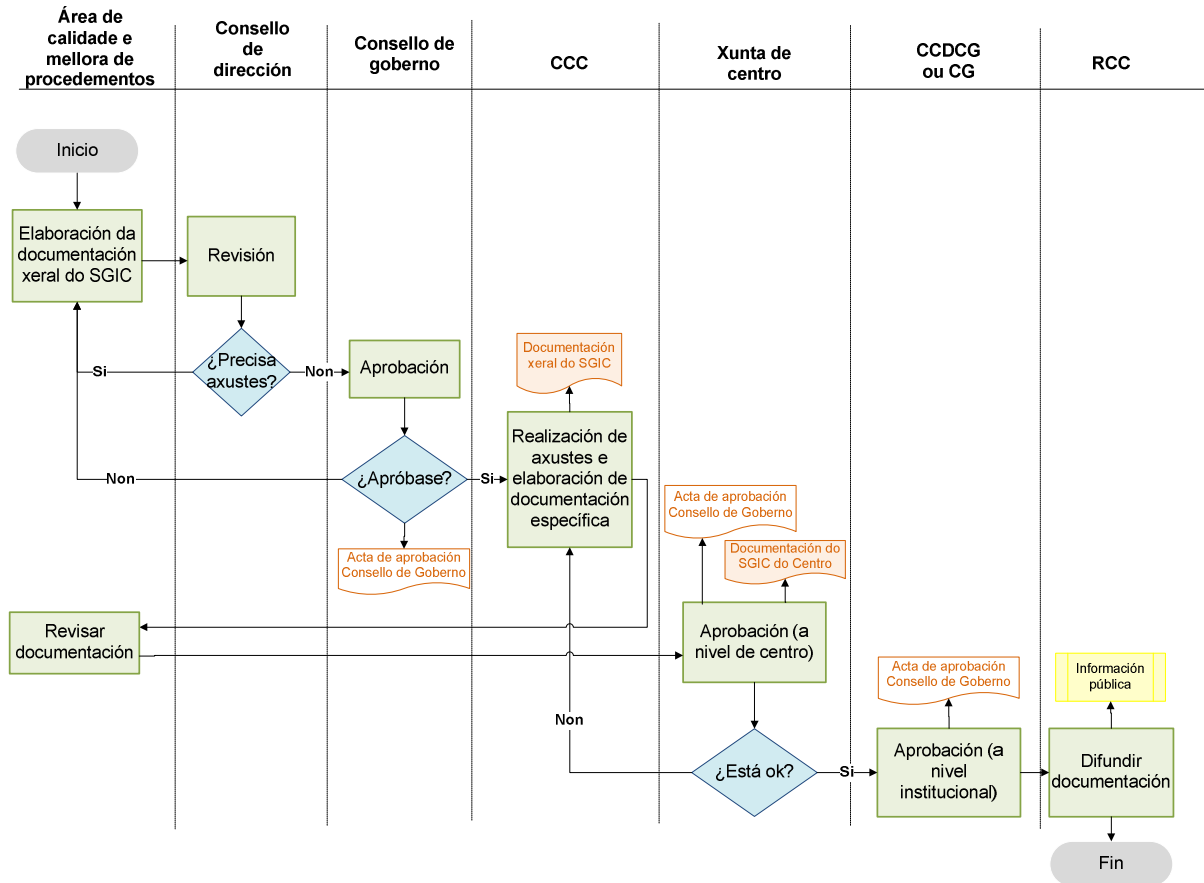 Área de
calidade e
mellora de
procedementos
Consello
de
dirección
Consello de
goberno
CCC
Xunta de
centro
CCDCG
ou CG
RCC
Inicio
Elaboración da
documentación
xeral do SGIC
Revisión
¿Precisa
axustes?
Si
Non
Aprobación
¿Apróbase?
Non
Si
Acta de aprobación
Consello de Goberno
Documentación
xeral do SGIC
Realización de
axustes e
elaboración de
documentación
específica
Revisar
documentación
Acta de aprobación
Consello de Goberno
Documentación do
SGIC do Centro
Aprobación (a
nivel de centro)
¿Está ok?
Non
Si
Acta de aprobación
Consello de Goberno
Aprobación (a
nivel
institucional)
Información
pública
Difundir
documentación
Fin